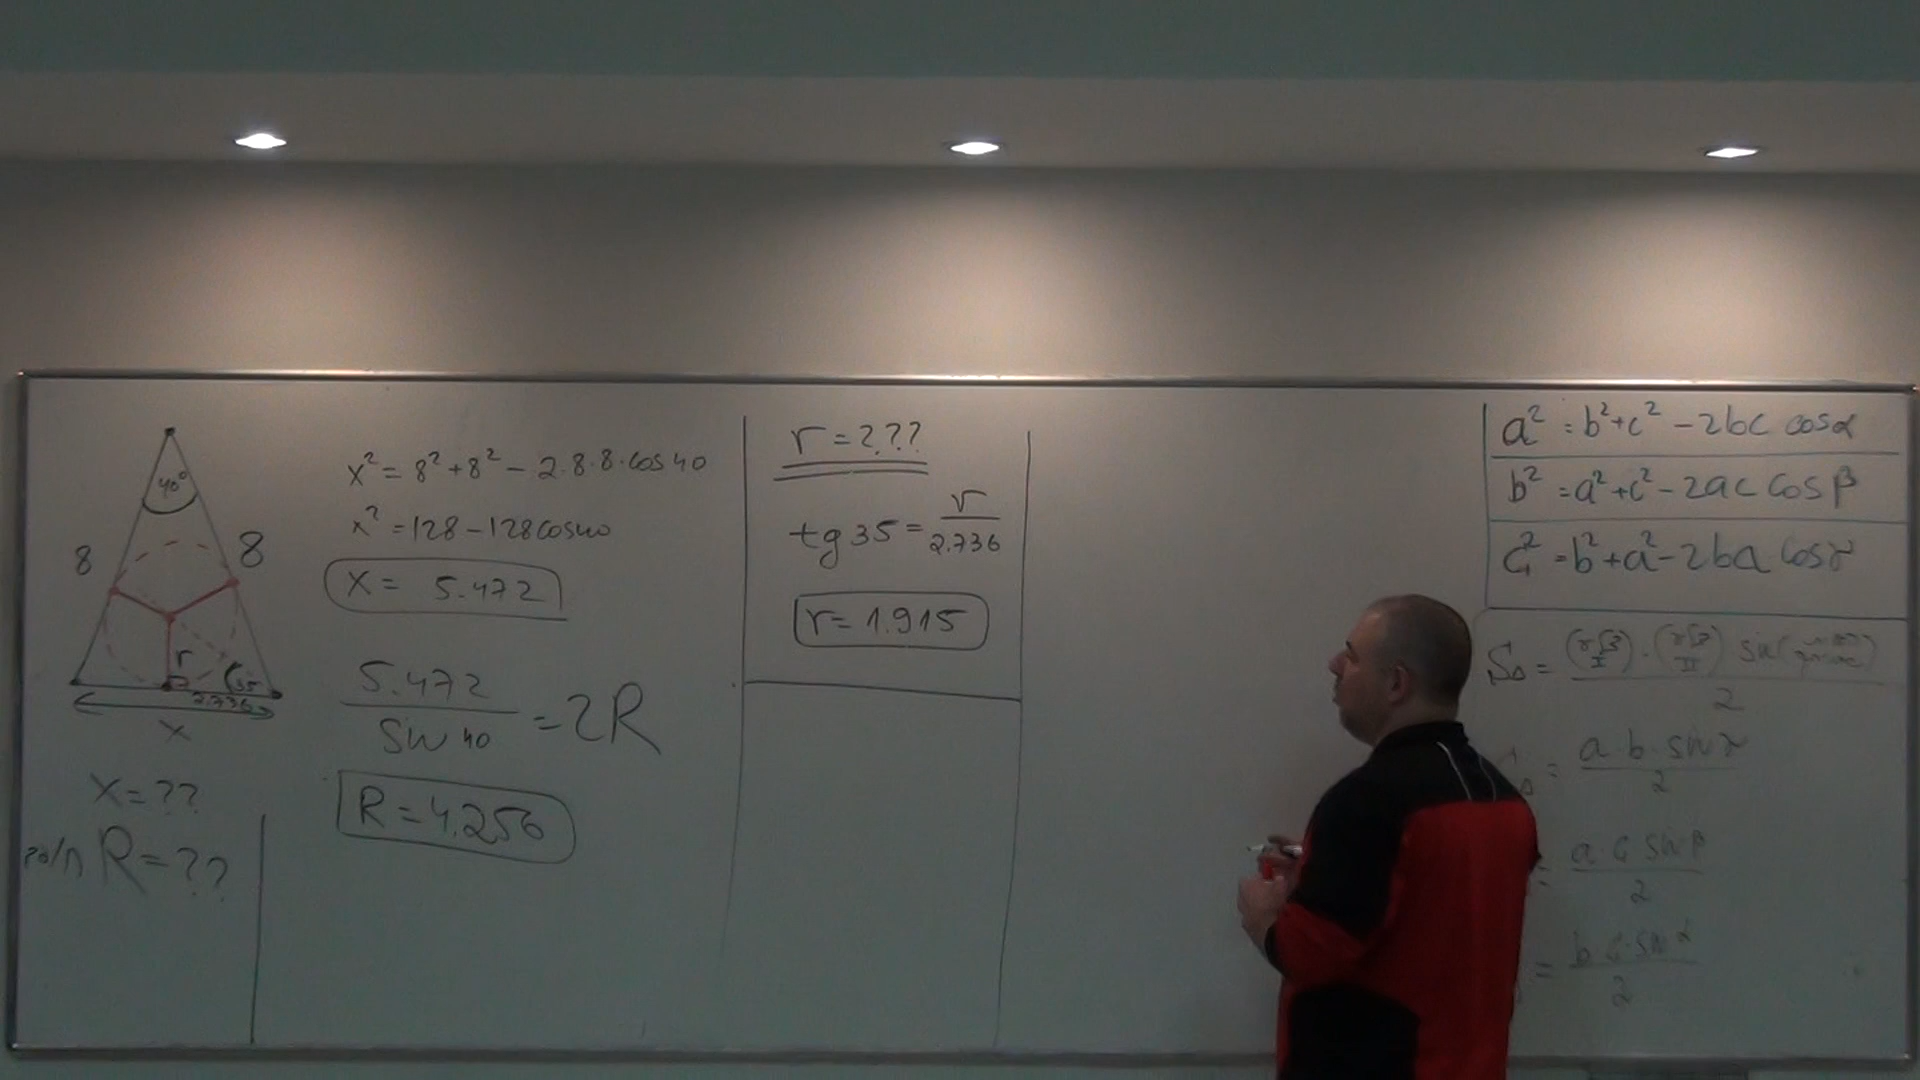 40°
8
8
r
35
2.736
x
x = ??
R = ??
x² = 8² + 8² - 2·8·8·cos 40
x² = 128 - 128 cos 40
x = 5.472
5.472 / sin 40 = 2R
R = 4.256
r = ???
tg 35 = r / 2.736
r = 1.915
a² = b² + c² - 2bc cos α
b² = a² + c² - 2ac cos β
c² = b² + a² - 2ba cos γ
a · b · sin γ / 2
a c sin β / 2
= b c · sin α / 2